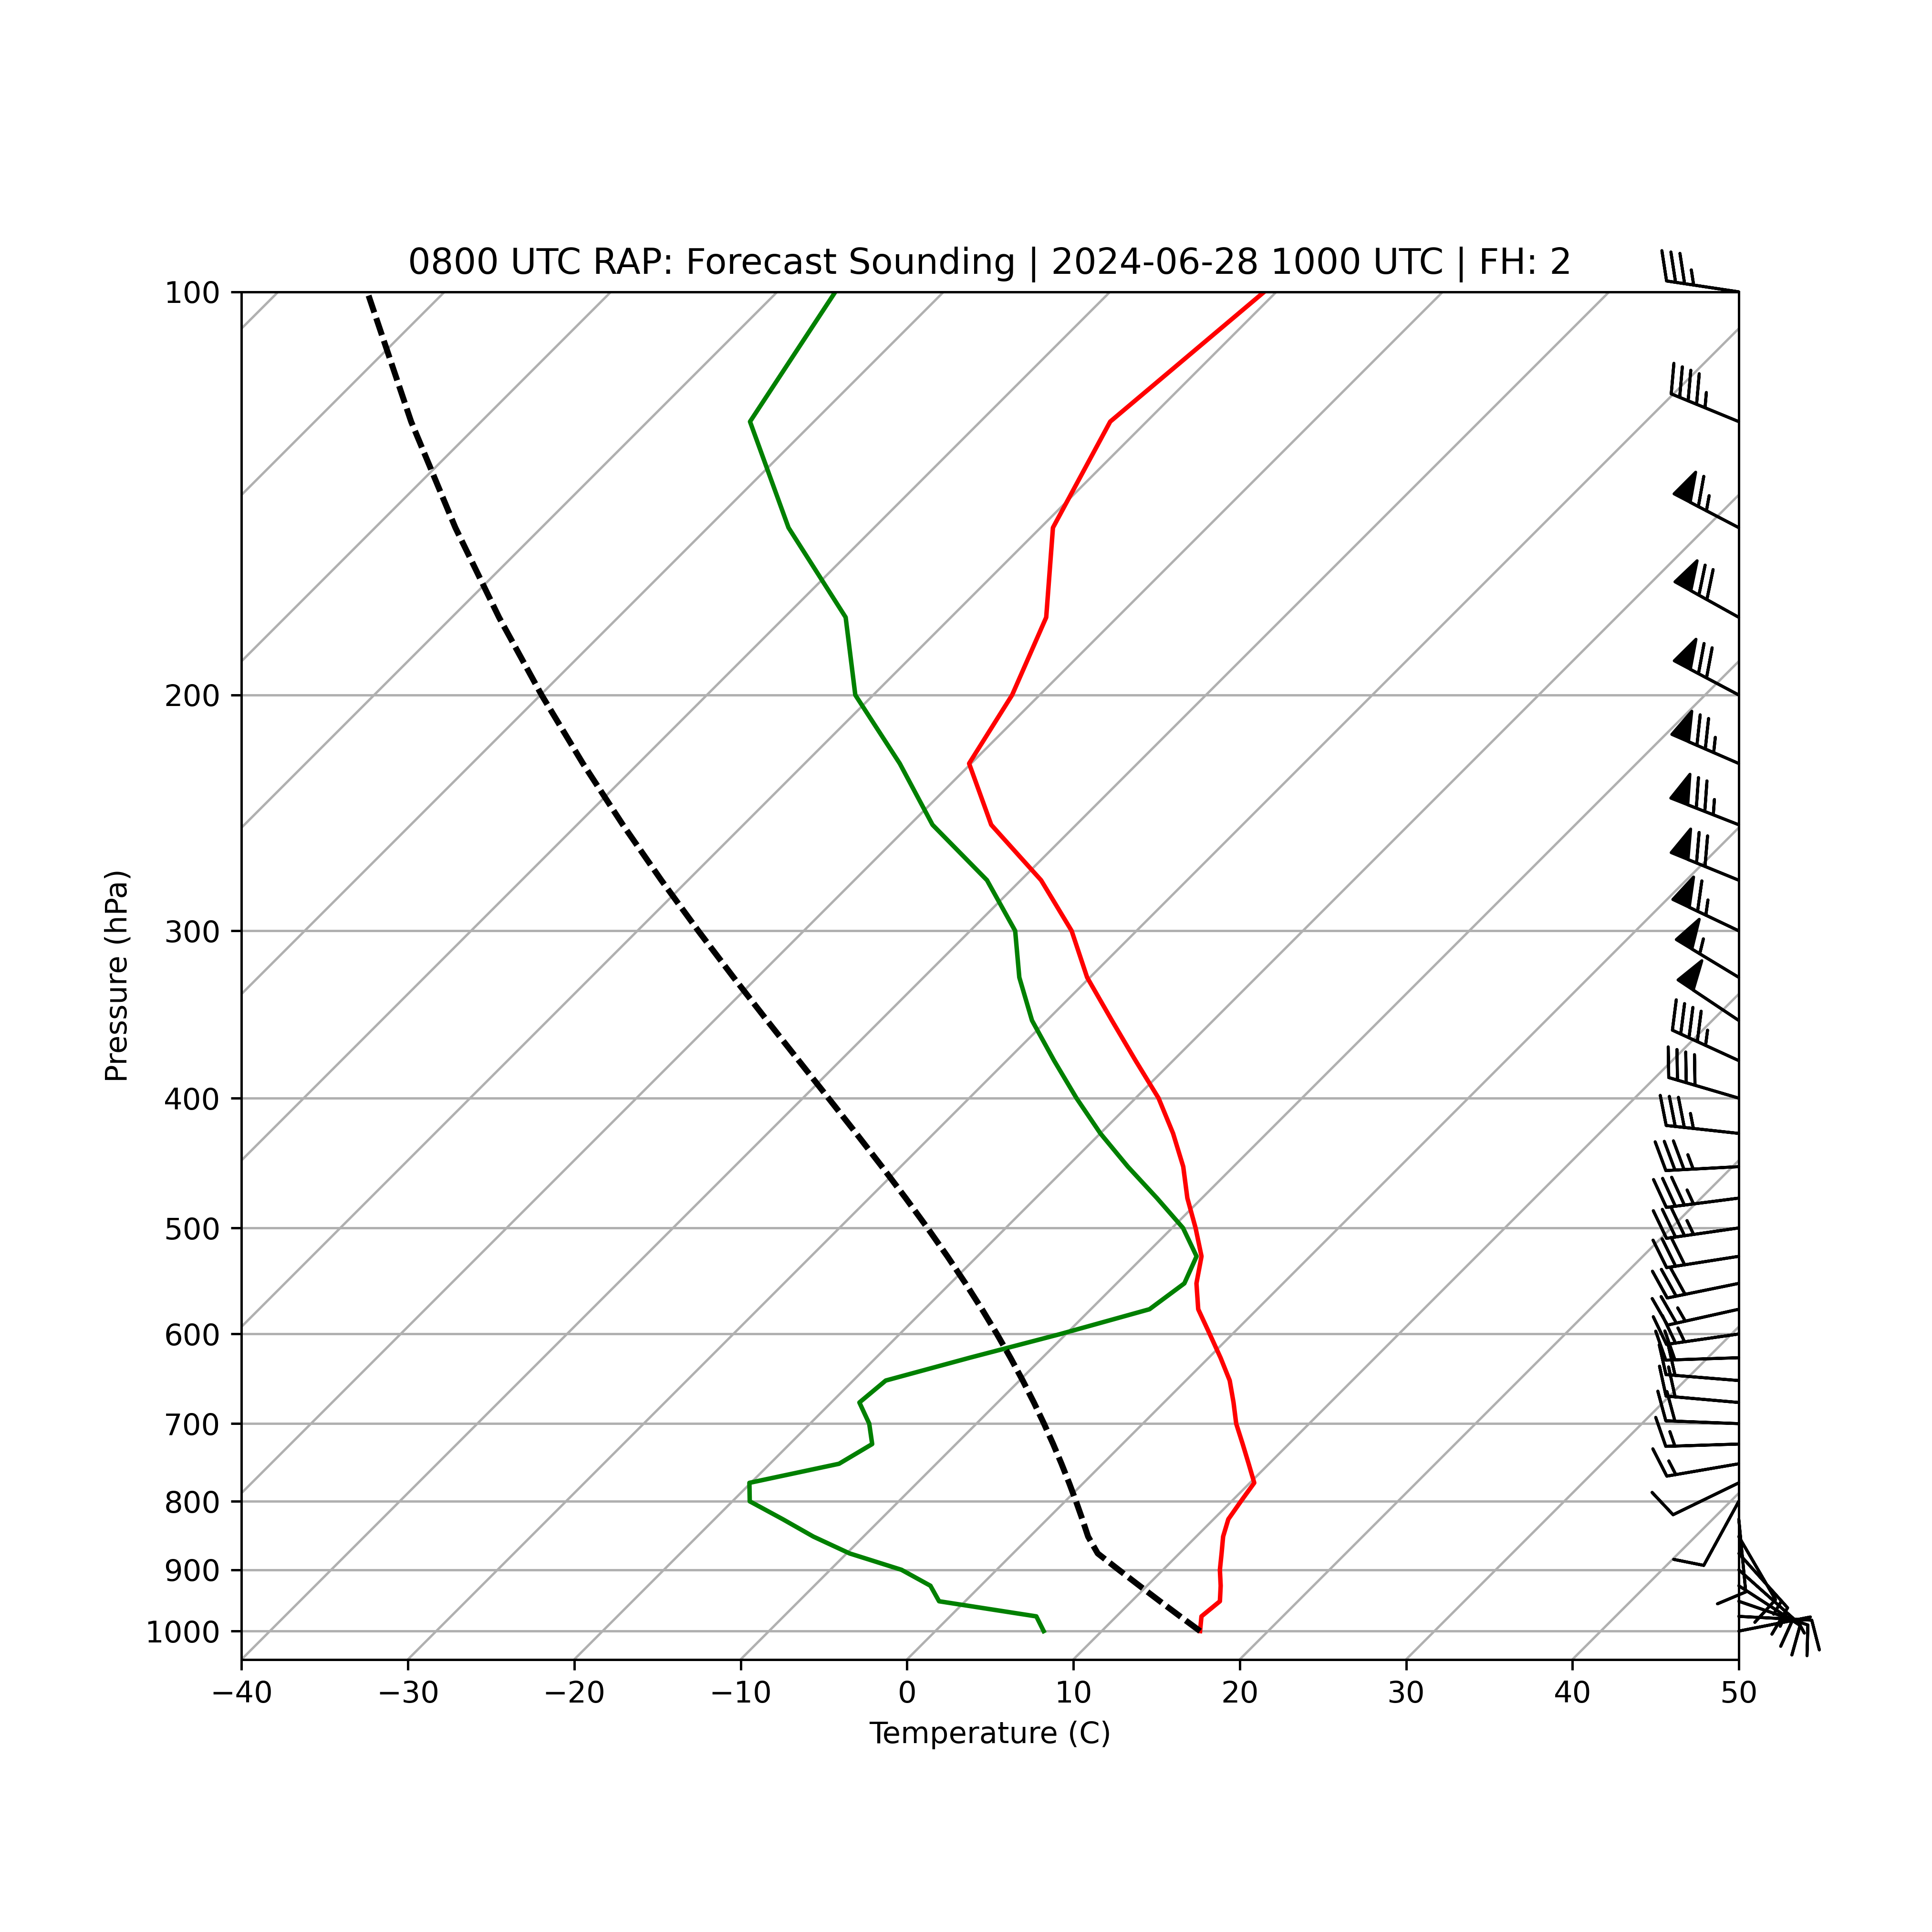 0800 UTC RAP: Forecast Sounding | 2024-06-28 1000 UTC | FH: 2
100
200
300
400
500
600
700
800
900
1000
Pressure (hPa)
−40 −30 −20 −10 0 10 20 30 40 50
Temperature (C)